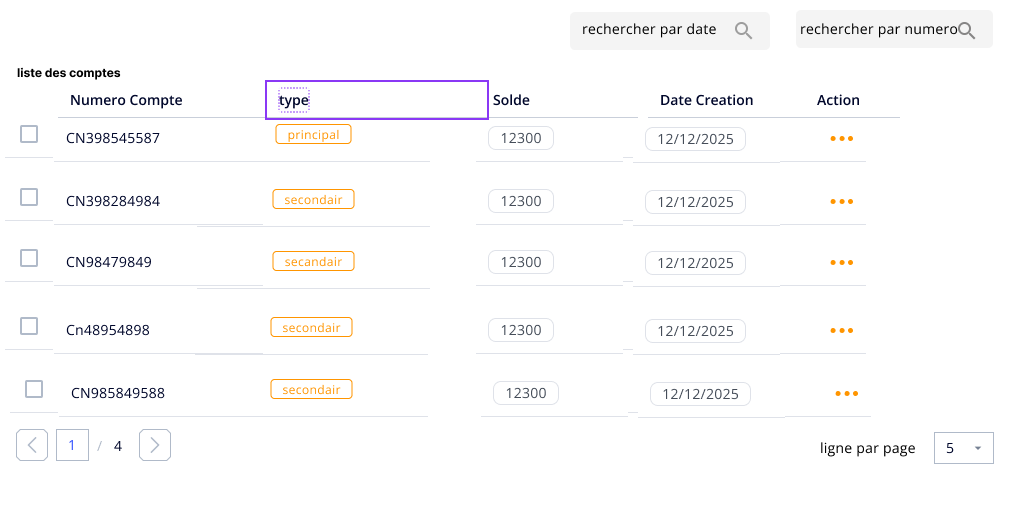 rechercher par date rechercher par numero
liste des comptes
Numero Compte type Solde Date Creation Action
CN398545587 principal 12300 12/12/2025
CN398284984 secondair 12300 12/12/2025
CN98479849 secandair 12300 12/12/2025
Cn48954898 secondair 12300 12/12/2025
CN985849588 secondair 12300 12/12/2025
1 / 4 ligne par page 5